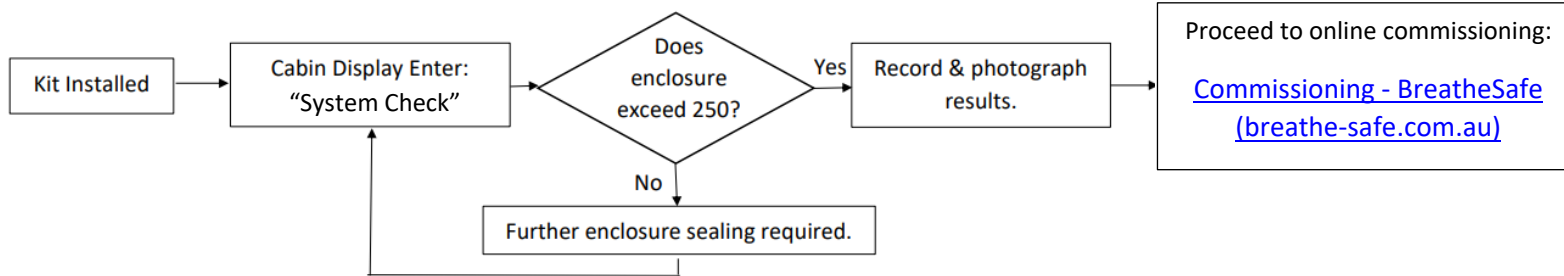 Kit Installed
Cabin Display Enter:
“System Check”
Does
enclosure
exceed 250?
Yes
Record & photograph
results.
Proceed to online commissioning:
Commissioning - BreatheSafe
(breathe-safe.com.au)
No
Further enclosure sealing required.